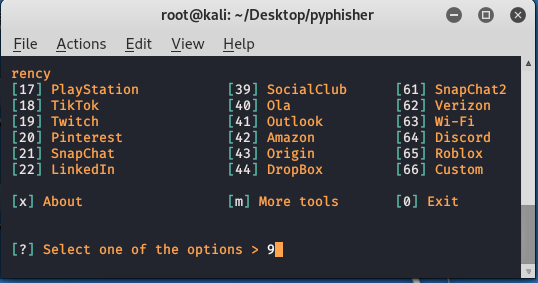 root@kali: ~/Desktop/pyphisher
File Actions Edit View Help
rency
[17] PlayStation [39] SocialClub [61] SnapChat2
[18] TikTok [40] Ola [62] Verizon
[19] Twitch [41] Outlook [63] Wi-Fi
[20] Pinterest [42] Amazon [64] Discord
[21] SnapChat [43] Origin [65] Roblox
[22] LinkedIn [44] DropBox [66] Custom
[x] About [m] More tools [0] Exit
[?] Select one of the options > 9